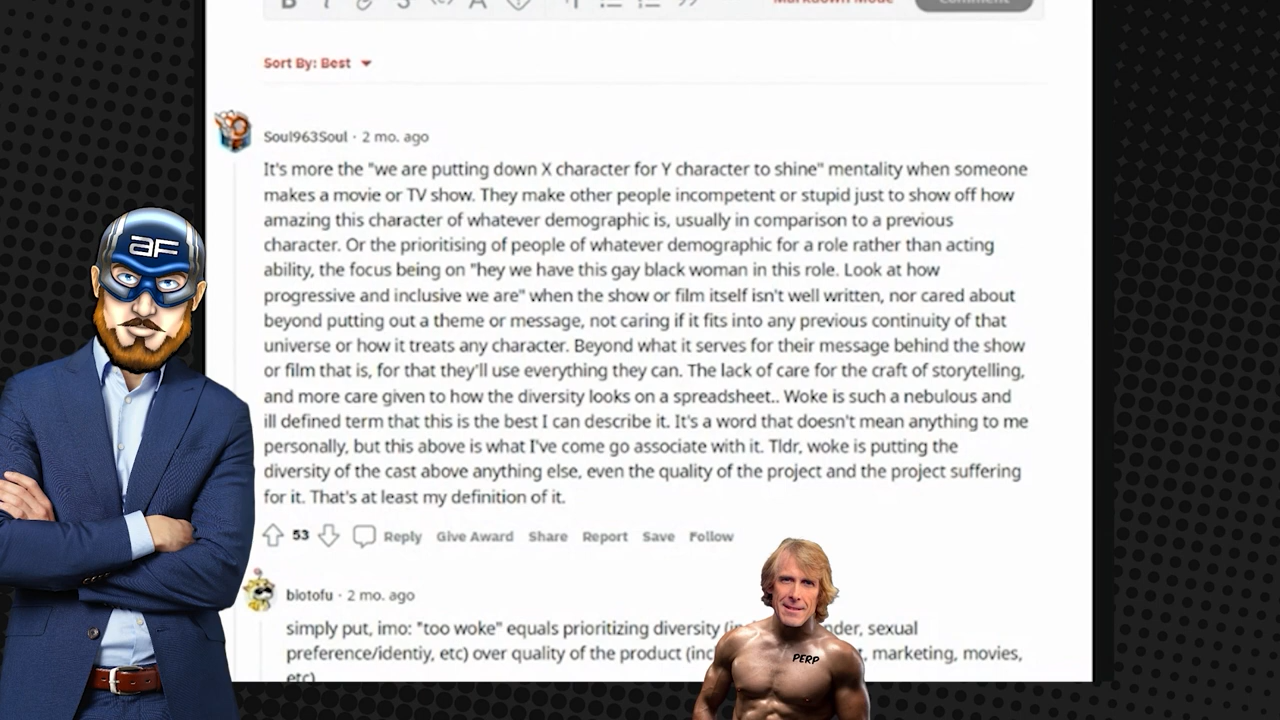 Markdown Mode
Comment
Sort By: Best
Soul963Soul · 2 mo. ago
It's more the "we are putting down X character for Y character to shine" mentality when someone
makes a movie or TV show. They make other people incompetent or stupid just to show off how
amazing this character of whatever demographic is, usually in comparison to a previous
character. Or the prioritising of people of whatever demographic for a role rather than acting
ability, the focus being on "hey we have this gay black woman in this role. Look at how
progressive and inclusive we are" when the show or film itself isn't well written, nor cared about
beyond putting out a theme or message, not caring if it fits into any previous continuity of that
universe or how it treats any character. Beyond what it serves for their message behind the show
or film that is, for that they'll use everything they can. The lack of care for the craft of storytelling,
and more care given to how the diversity looks on a spreadsheet.. Woke is such a nebulous and
ill defined term that this is the best I can describe it. It's a word that doesn't mean anything to me
personally, but this above is what I've come go associate with it. Tldr, woke is putting the
diversity of the cast above anything else, even the quality of the project and the project suffering
for it. That's at least my definition of it.
53 Reply Give Award Share Report Save Follow
biotofu · 2 mo. ago
simply put, imo: "too woke" equals prioritizing diversity sexual
preference/identiy, etc) over quality of the product marketing, movies,
etc)
AF
PERP